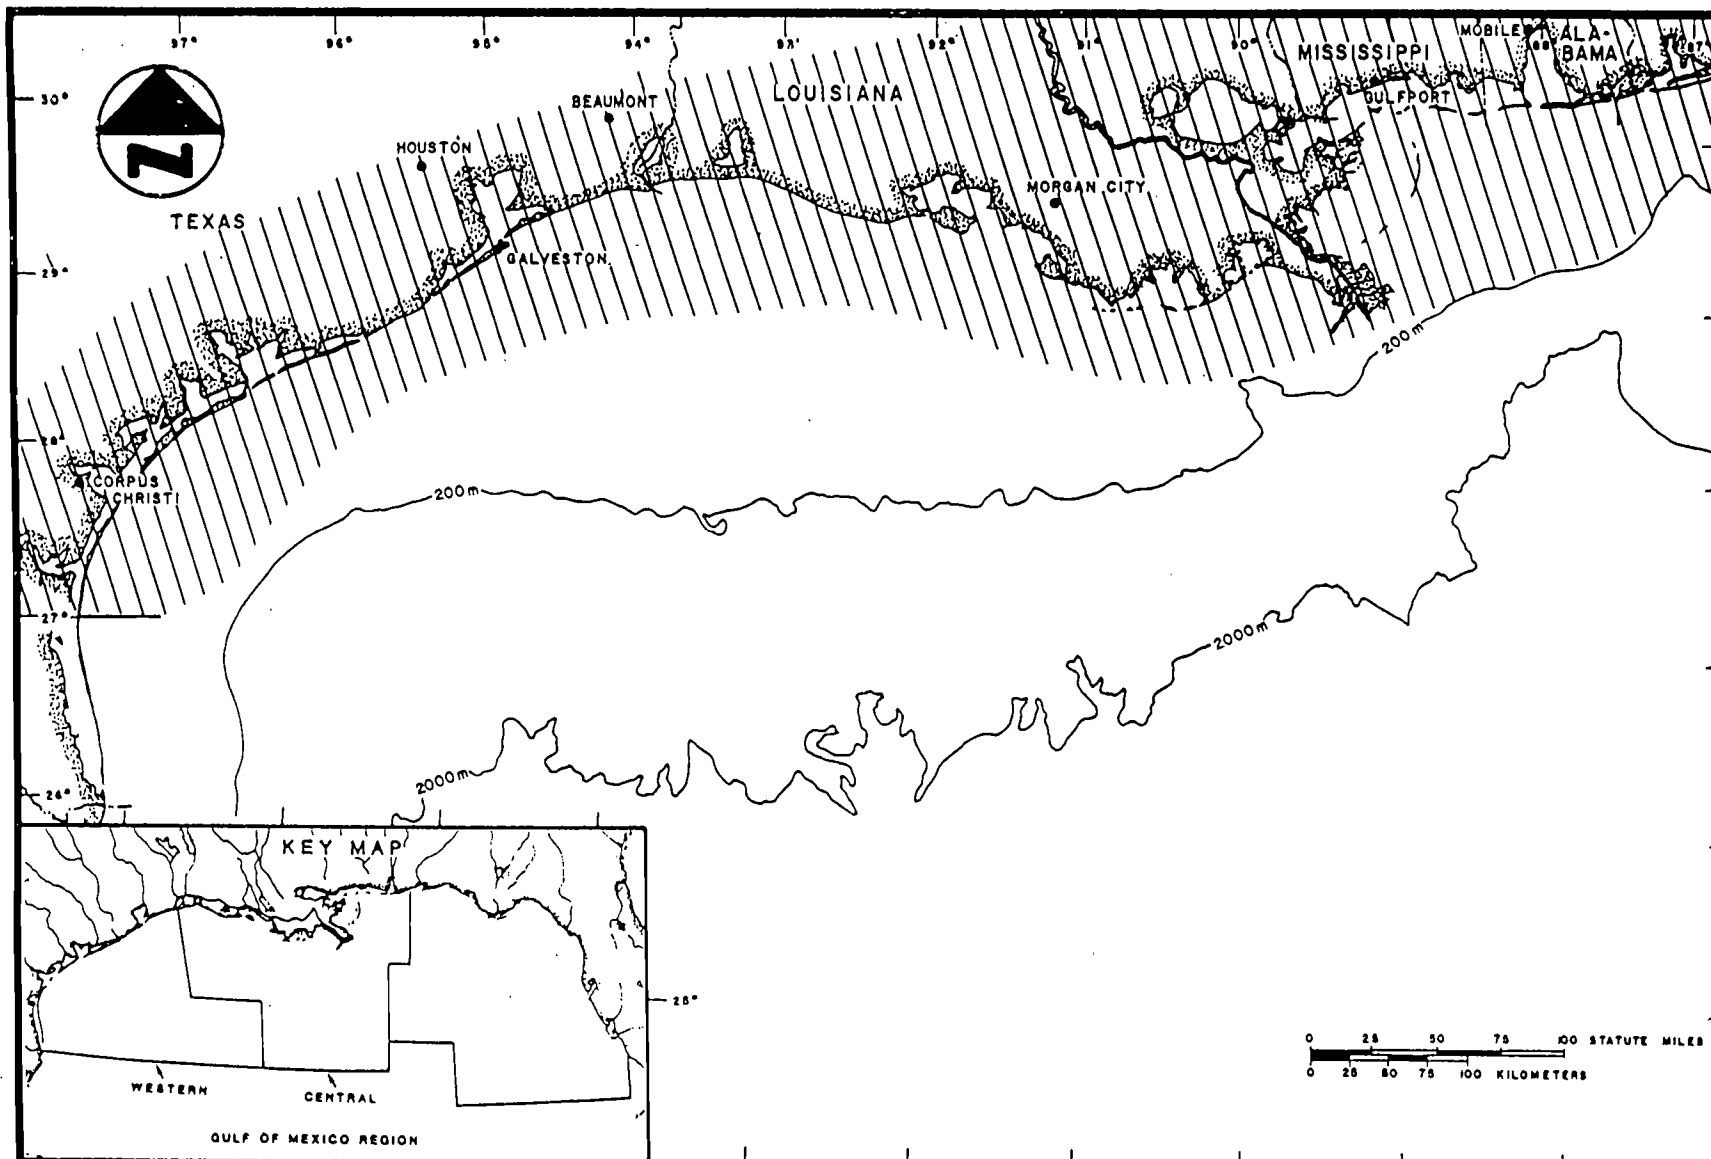 97° 96° 95° 94° 93° 92° 91° 90° MOBILE 88 ALA-
BAMA 87°
MISSISSIPPI
30° BEAUMONT LOUISIANA GULFPORT
HOUSTON
N
MORGAN CITY
TEXAS
29° GALVESTON
200m
28°
CORPUS
CHRISTI
200m
27°
2000m
26° 2000m
KEY MAP
25°
0 25 50 75 100 STATUTE MILES
0 25 50 75 100 KILOMETERS
WESTERN CENTRAL
GULF OF MEXICO REGION